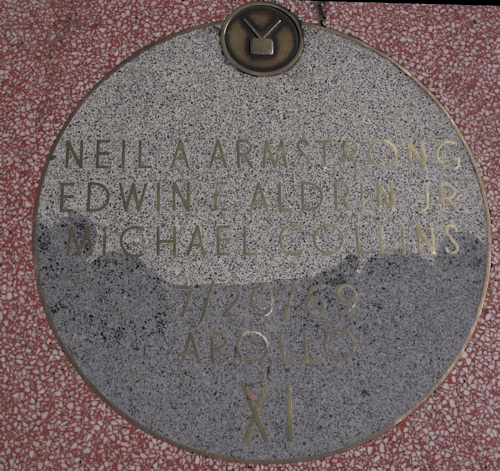 NEIL A ARMSTRONG
EDWIN E ALDRIN JR.
MICHAEL COLLINS
7/20/69
APOLLO
XI